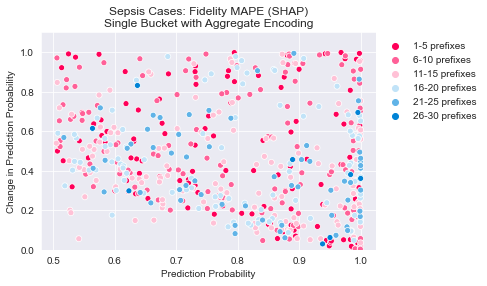 Sepsis Cases: Fidelity MAPE (SHAP)
Single Bucket with Aggregate Encoding
Change in Prediction Probability
1.0
0.8
0.6
0.4
0.2
0.0
0.5
0.6
0.7
0.8
0.9
1.0
Prediction Probability
1-5 prefixes
6-10 prefixes
11-15 prefixes
16-20 prefixes
21-25 prefixes
26-30 prefixes